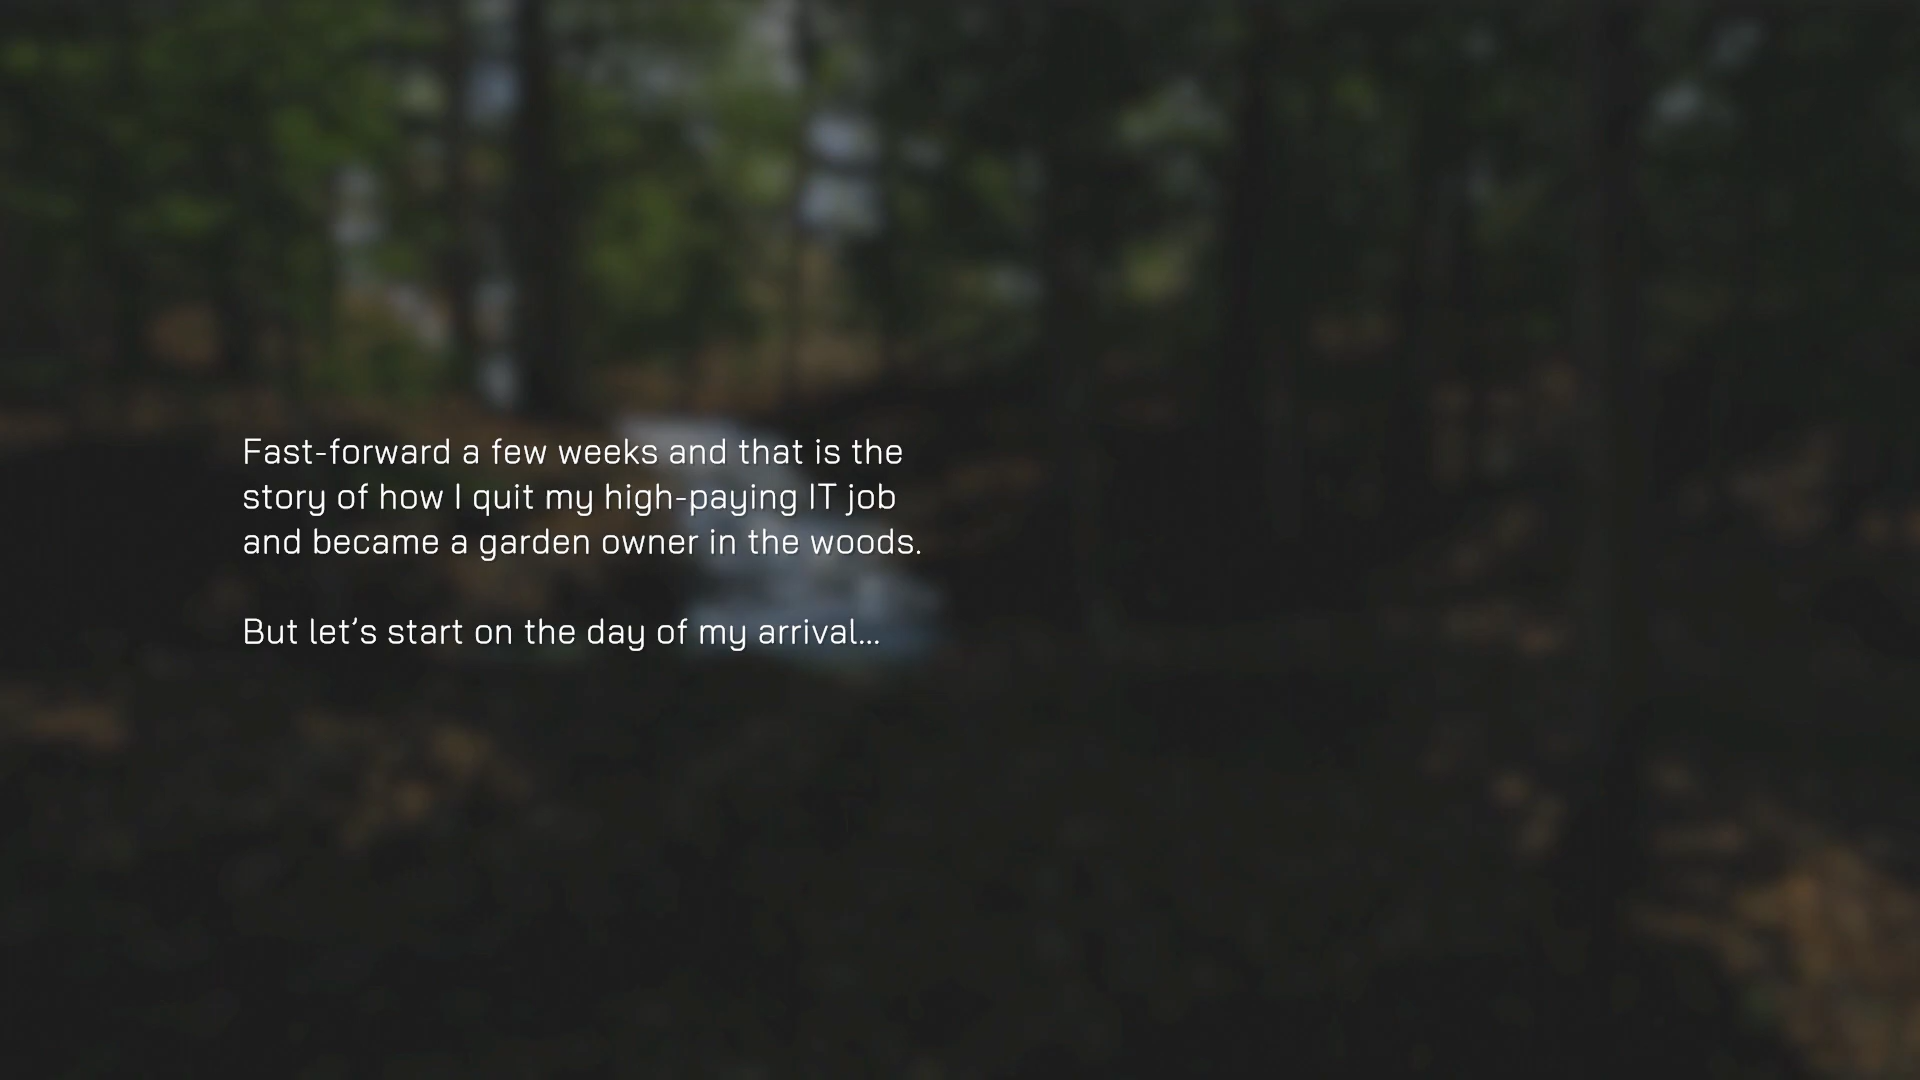 Fast-forward a few weeks and that is the
story of how I quit my high-paying IT job
and became a garden owner in the woods.
But let’s start on the day of my arrival...